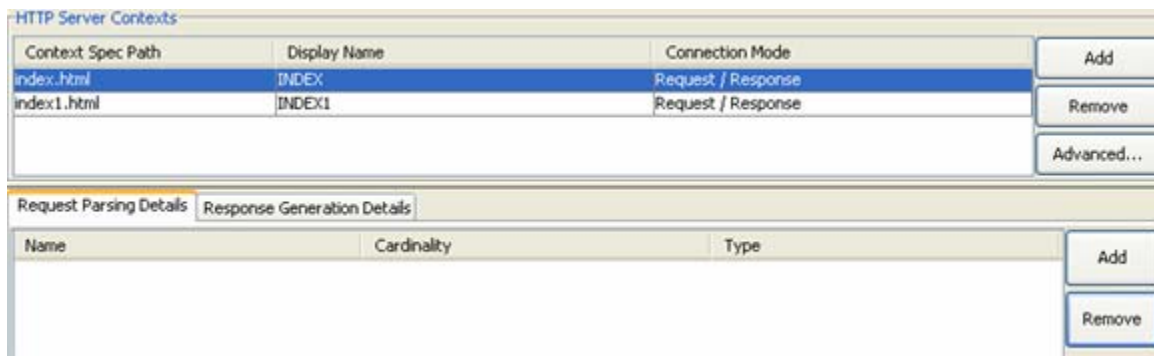 HTTP Server Contexts
Context Spec Path Display Name Connection Mode
index.html INDEX Request / Response
index1.html INDEX1 Request / Response
Add
Remove
Advanced...
Request Parsing Details Response Generation Details
Name Cardinality Type
Add
Remove